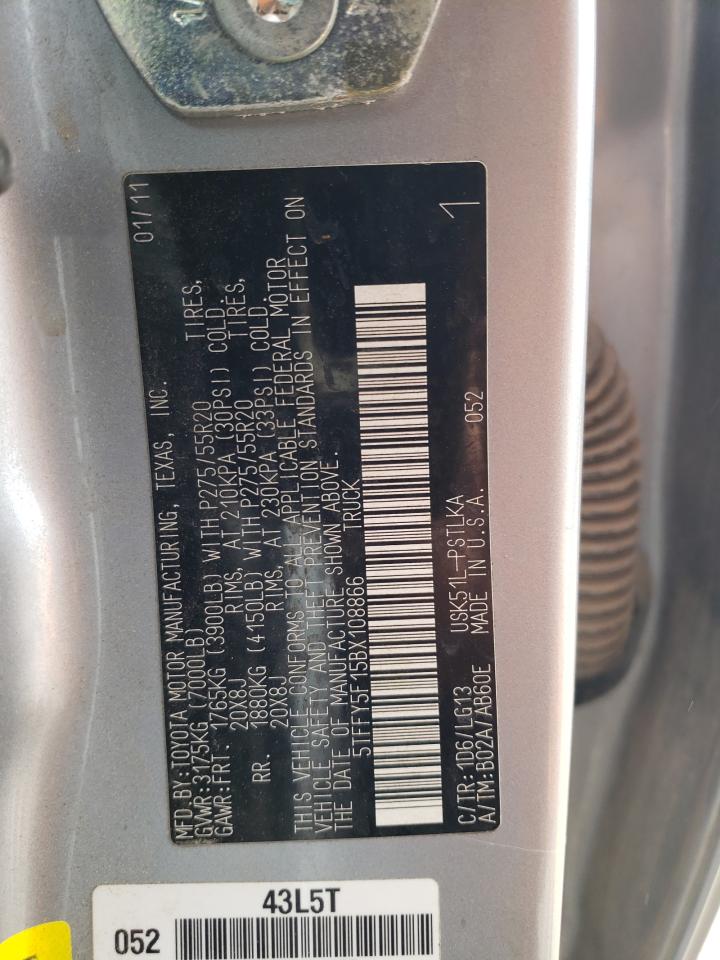 MFD.BY:TOYOTA MOTOR MANUFACTURING, TEXAS, INC. 01/11
GVWR:3175KG (7000LB)
GAWR:FRT. 1765KG (3900LB) WITH P275/55R20 TIRES,
20X8J RIMS, AT 210KPA (30PSI) COLD.
RR. 1880KG (4150LB) WITH P275/55R20 TIRES,
20X8J RIMS, AT 230KPA (33PSI) COLD.
THIS VEHICLE CONFORMS TO ALL APPLICABLE FEDERAL MOTOR
VEHICLE SAFETY AND THEFT PREVENTION STANDARDS IN EFFECT ON
THE DATE OF MANUFACTURE SHOWN ABOVE.
5TFFY5F15BX108866 TRUCK
1
C/TR:1D6/LG13 USK51L-PSTLKA 052
A/TM:B02A/AB60E MADE IN U.S.A.
43L5T
052